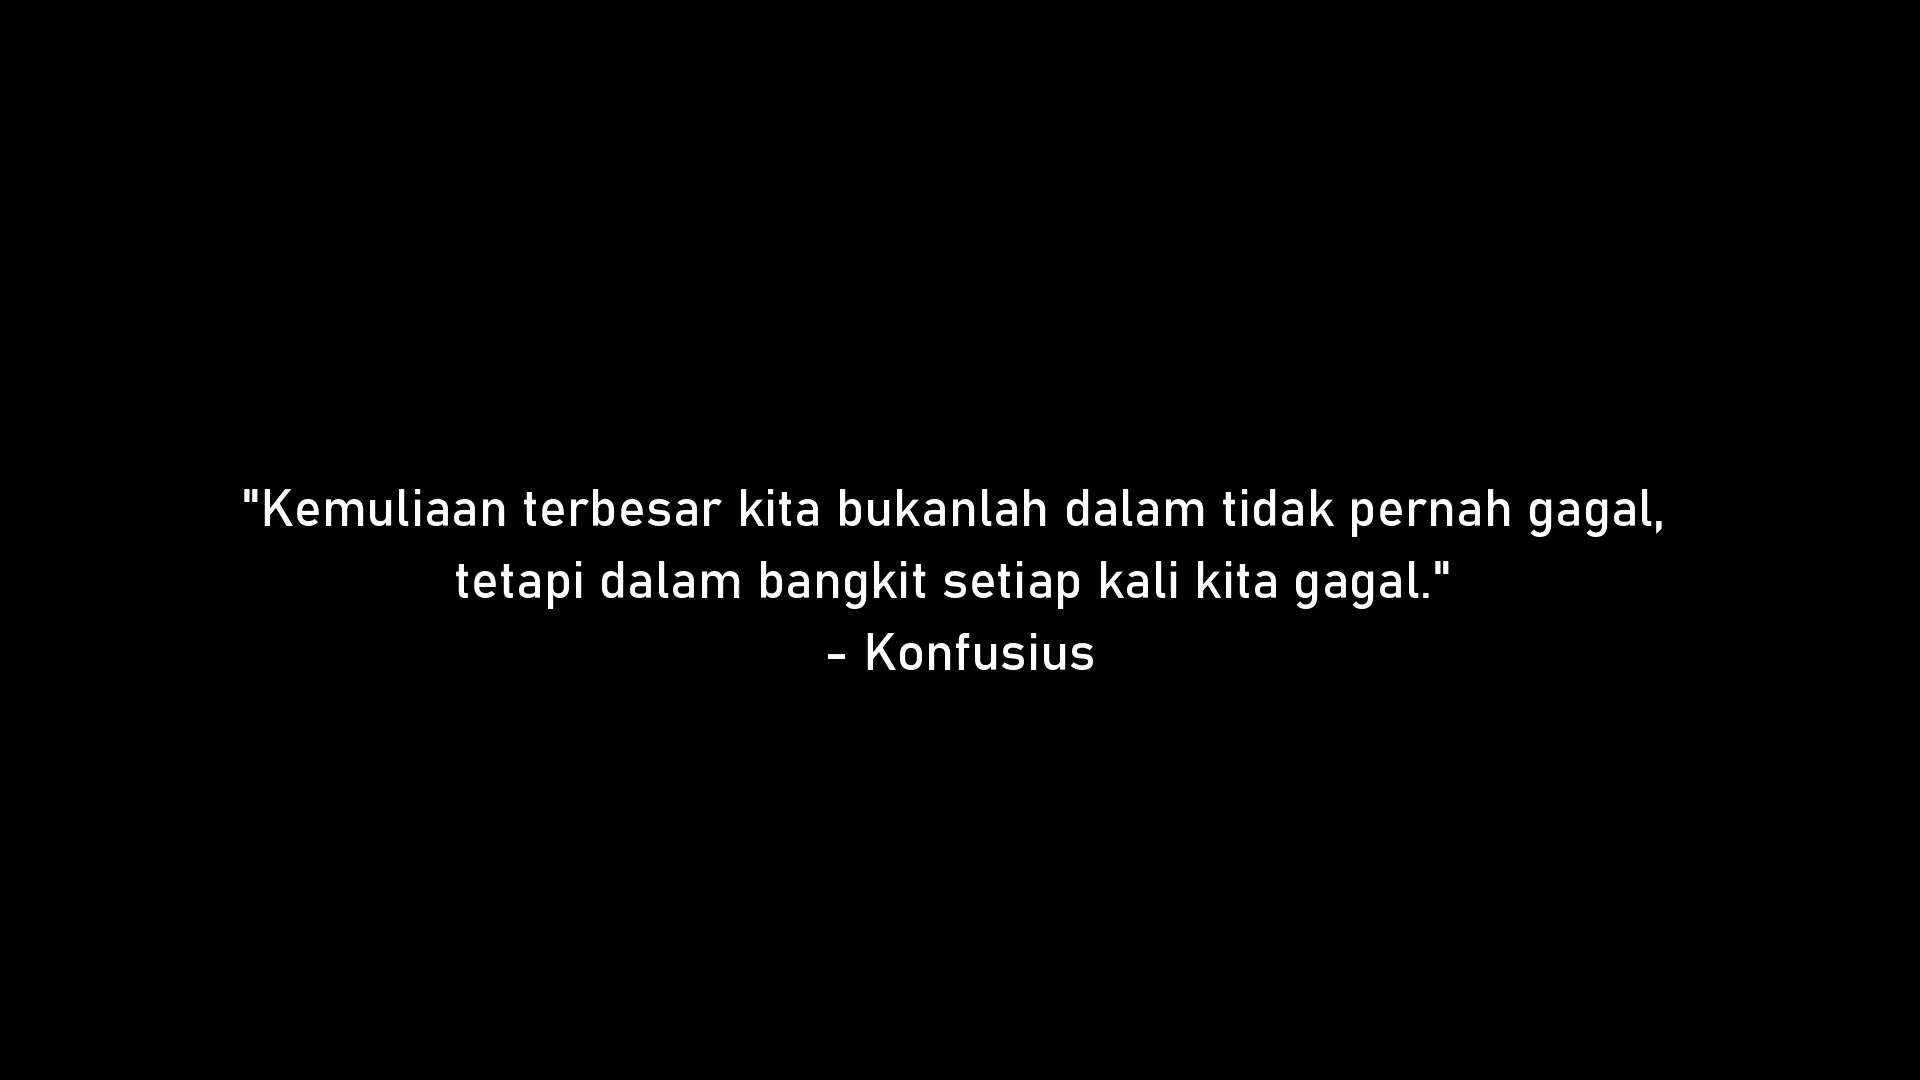 "Kemuliaan terbesar kita bukanlah dalam tidak pernah gagal,
tetapi dalam bangkit setiap kali kita gagal."
- Konfusius